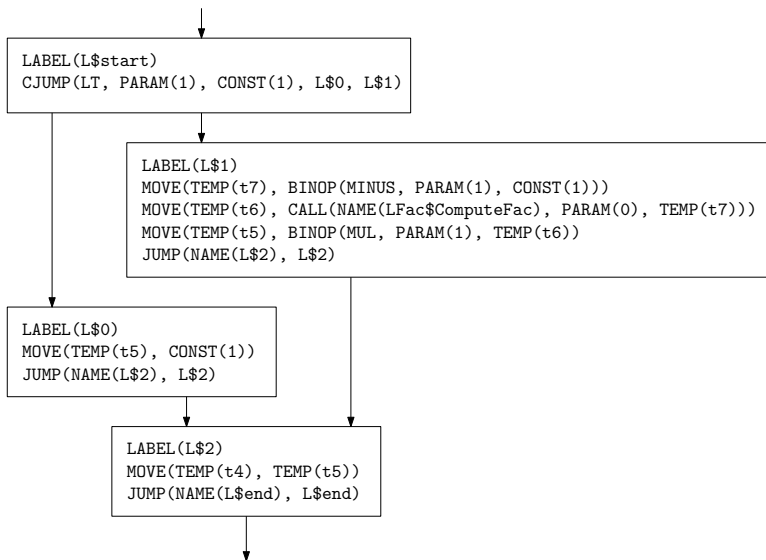 LABEL(L$start)
CJUMP(LT, PARAM(1), CONST(1), L$0, L$1)
LABEL(L$1)
MOVE(TEMP(t7), BINOP(MINUS, PARAM(1), CONST(1)))
MOVE(TEMP(t6), CALL(NAME(LFac$ComputeFac), PARAM(0), TEMP(t7)))
MOVE(TEMP(t5), BINOP(MUL, PARAM(1), TEMP(t6))
JUMP(NAME(L$2), L$2)
LABEL(L$0)
MOVE(TEMP(t5), CONST(1))
JUMP(NAME(L$2), L$2)
LABEL(L$2)
MOVE(TEMP(t4), TEMP(t5))
JUMP(NAME(L$end), L$end)